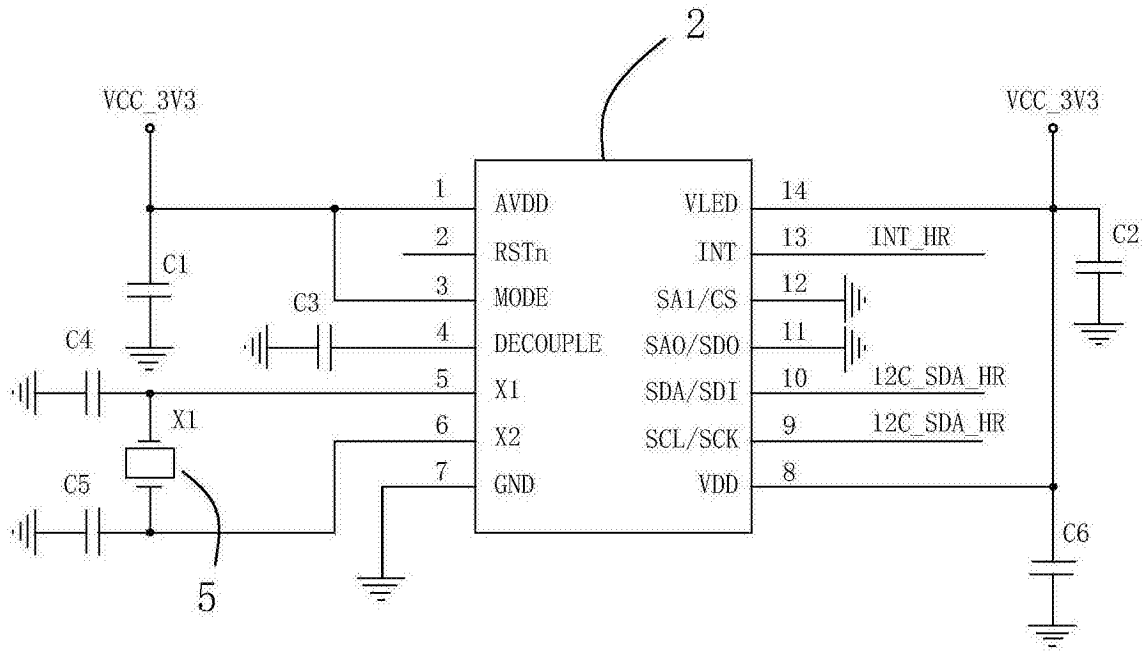 2
VCC_3V3
VCC_3V3
1
AVDD
VLED
14
C1
2
RSTn
INT
13
INT_HR
C2
3
MODE
SA1/CS
12
C3
4
DECOUPLE
SAO/SDO
11
C4
5
X1
SDA/SDI
10
12C_SDA_HR
X1
6
X2
SCL/SCK
9
12C_SDA_HR
C5
7
GND
VDD
8
C6
5